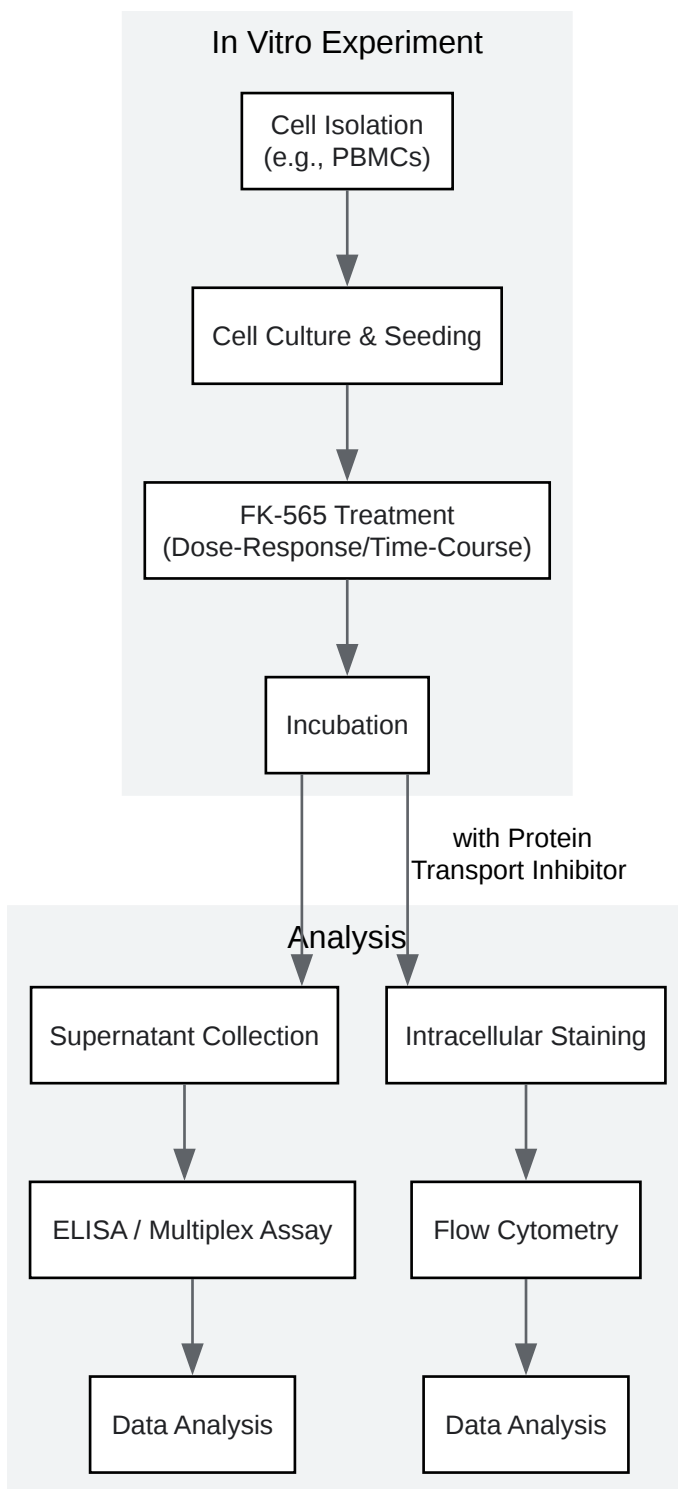 In Vitro Experiment
Cell Isolation
(e.g., PBMCs)
Cell Culture & Seeding
FK-565 Treatment
(Dose-Response/Time-Course)
Incubation
with Protein
Transport Inhibitor
Analysis
Supernatant Collection
Intracellular Staining
ELISA / Multiplex Assay
Flow Cytometry
Data Analysis
Data Analysis